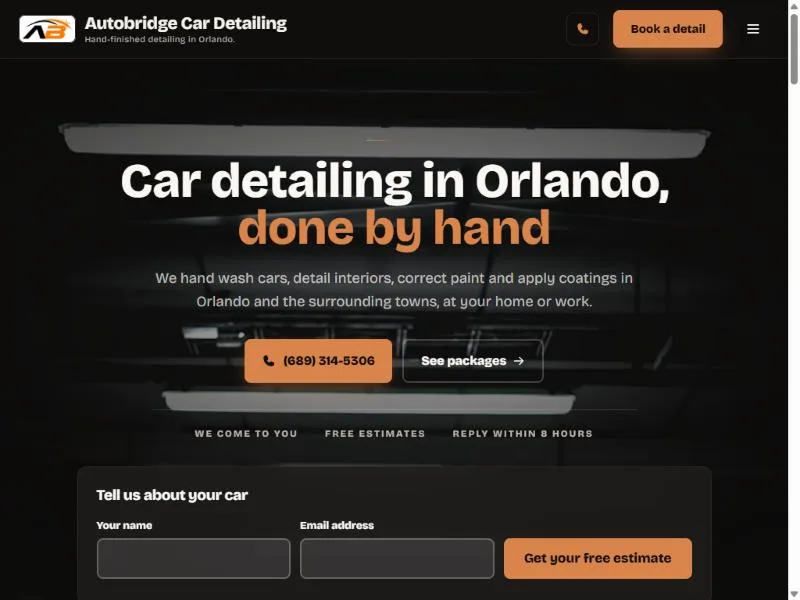 AB
Autobridge Car Detailing
Hand-finished detailing in Orlando.
Book a detail
Car detailing in Orlando,
done by hand
We hand wash cars, detail interiors, correct paint and apply coatings in
Orlando and the surrounding towns, at your home or work.
(689) 314-5306
See packages →
WE COME TO YOU FREE ESTIMATES REPLY WITHIN 8 HOURS
Tell us about your car
Your name Email address
Get your free estimate